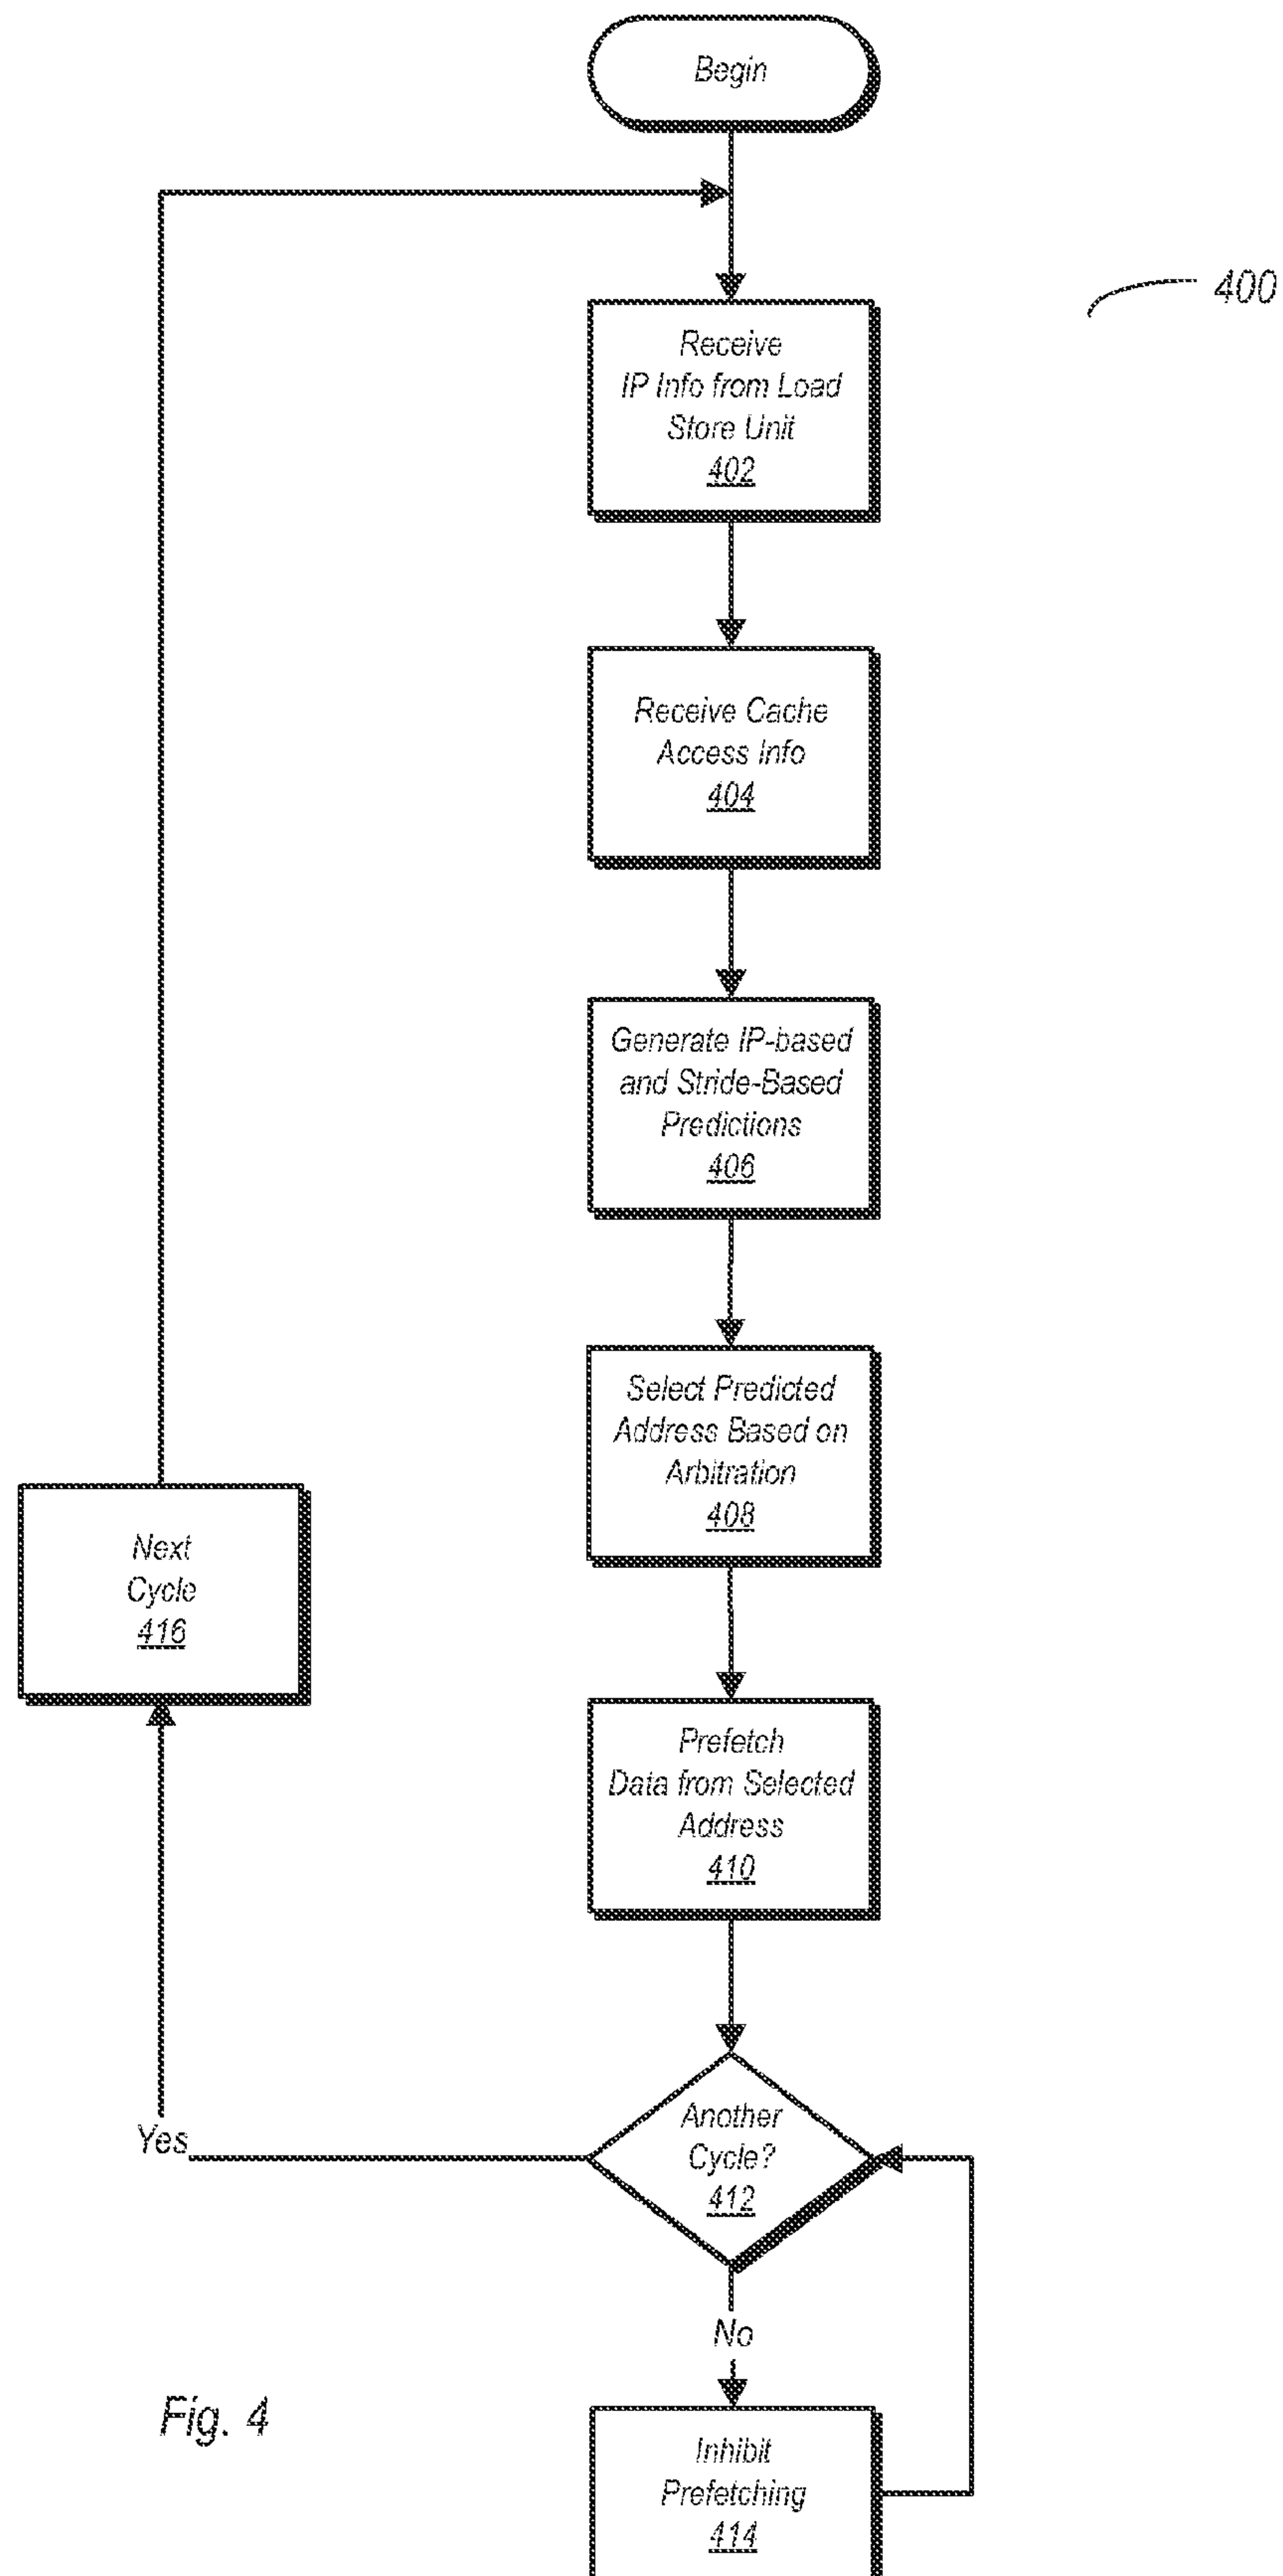 Begin
400
Receive
IP Info from Load
Store Unit
402
Receive Cache
Access Info
404
Generate IP-based
and Stride-Based
Predictions
406
Select Predicted
Address Based on
Arbitration
408
Next
Cycle
416
Prefetch
Data from Selected
Address
410
Another
Cycle?
412
Yes
No
Inhibit
Prefetching
414
Fig. 4